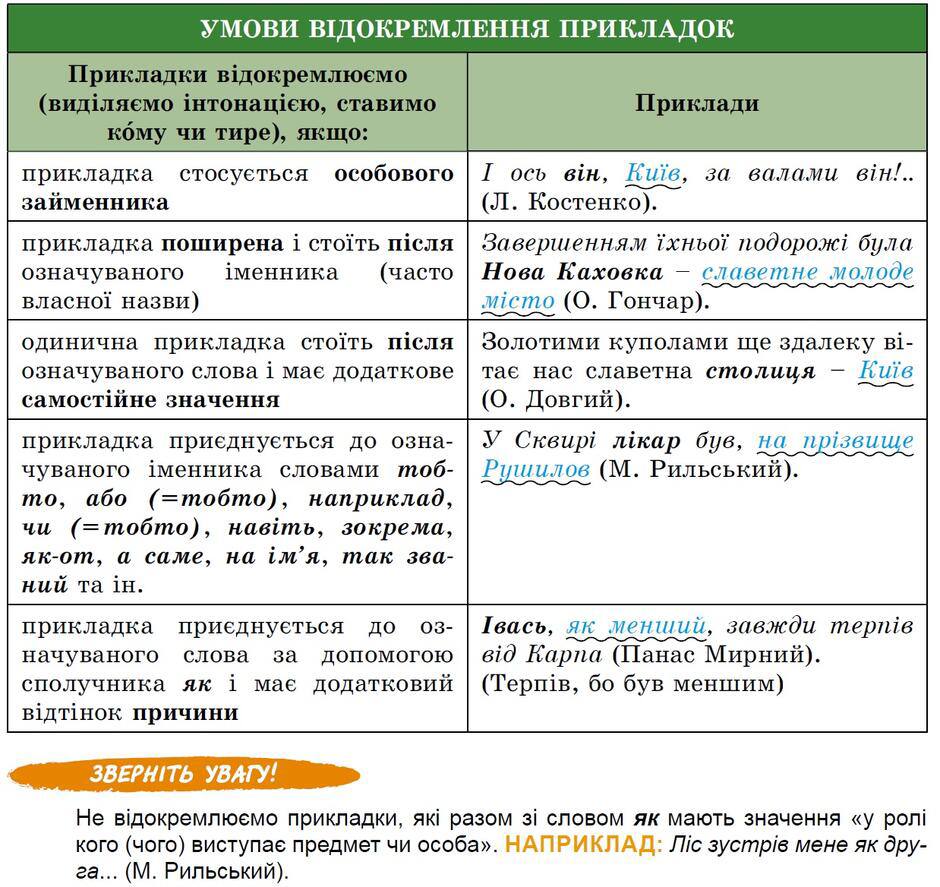 УМОВИ ВІДОКРЕМЛЕННЯ ПРИКЛАДОК
Прикладки відокремлюємо
(виділяємо інтонацією, ставимо
ко́му чи тире), якщо:
Приклади
прикладка стосується особового
займенника
І ось він, Київ, за валами він!..
(Л. Костенко).
прикладка поширена і стоїть після
означуваного іменника (часто
власної назви)
Завершенням їхньої подорожі була
Нова Каховка – славетне молоде
місто (О. Гончар).
одинична прикладка стоїть після
означуваного слова і має додаткове
самостійне значення
Золотими куполами ще здалеку ві-
тає нас славетна столиця – Київ
(О. Довгий).
прикладка приєднується до озна-
чуваного іменника словами тоб-
то, або (=тобто), наприклад,
чи (=тобто), навіть, зокрема,
як-от, а саме, на ім’я, так зва-
ний та ін.
У Сквирі лікар був, на прізвище
Рушилов (М. Рильський).
прикладка приєднується до оз-
начуваного слова за допомогою
сполучника як і має додатковий
відтінок причини
Івась, як менший, завжди терпів
від Карпа (Панас Мирний).
(Терпів, бо був меншим)
ЗВЕРНІТЬ УВАГУ!
Не відокремлюємо прикладки, які разом зі словом як мають значення «у ролі
кого (чого) виступає предмет чи особа». НАПРИКЛАД: Ліс зустрів мене як дру-
га... (М. Рильський).